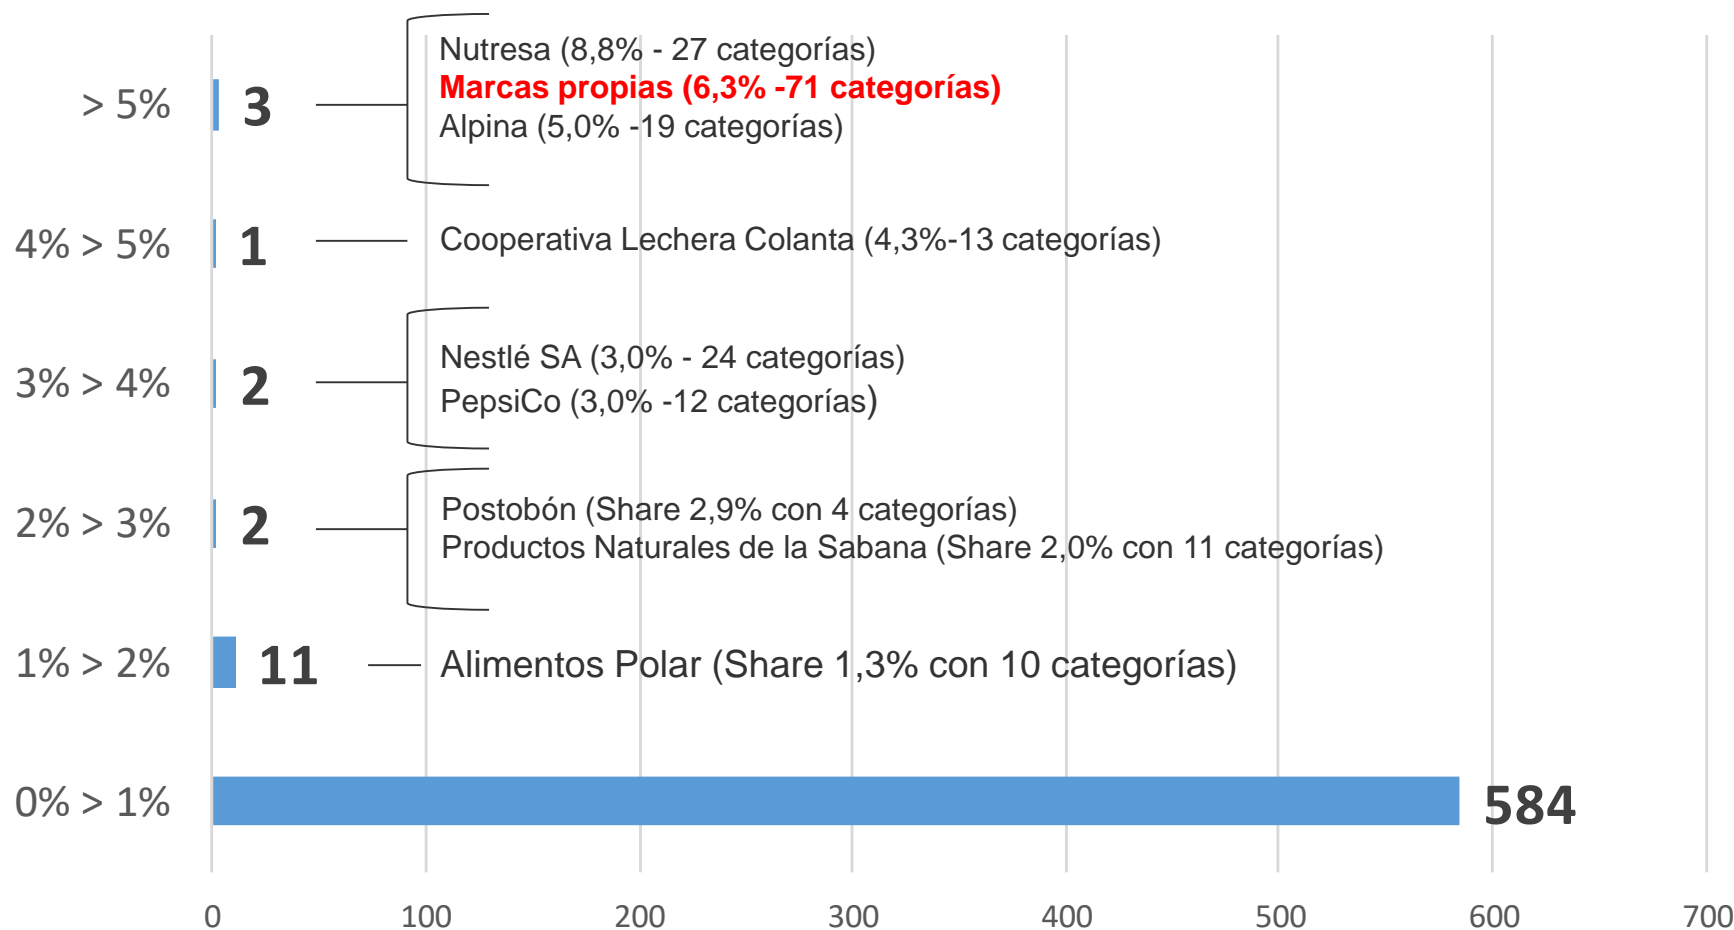 > 5%
3
Nutresa (8,8% - 27 categorías)
Marcas propias (6,3% -71 categorías)
Alpina (5,0% -19 categorías)
4% > 5%
1
Cooperativa Lechera Colanta (4,3%-13 categorías)
3% > 4%
2
Nestlé SA (3,0% - 24 categorías)
PepsiCo (3,0% -12 categorías)
2% > 3%
2
Postobón (Share 2,9% con 4 categorías)
Productos Naturales de la Sabana (Share 2,0% con 11 categorías)
1% > 2%
11
Alimentos Polar (Share 1,3% con 10 categorías)
0% > 1%
584
0 100 200 300 400 500 600 700